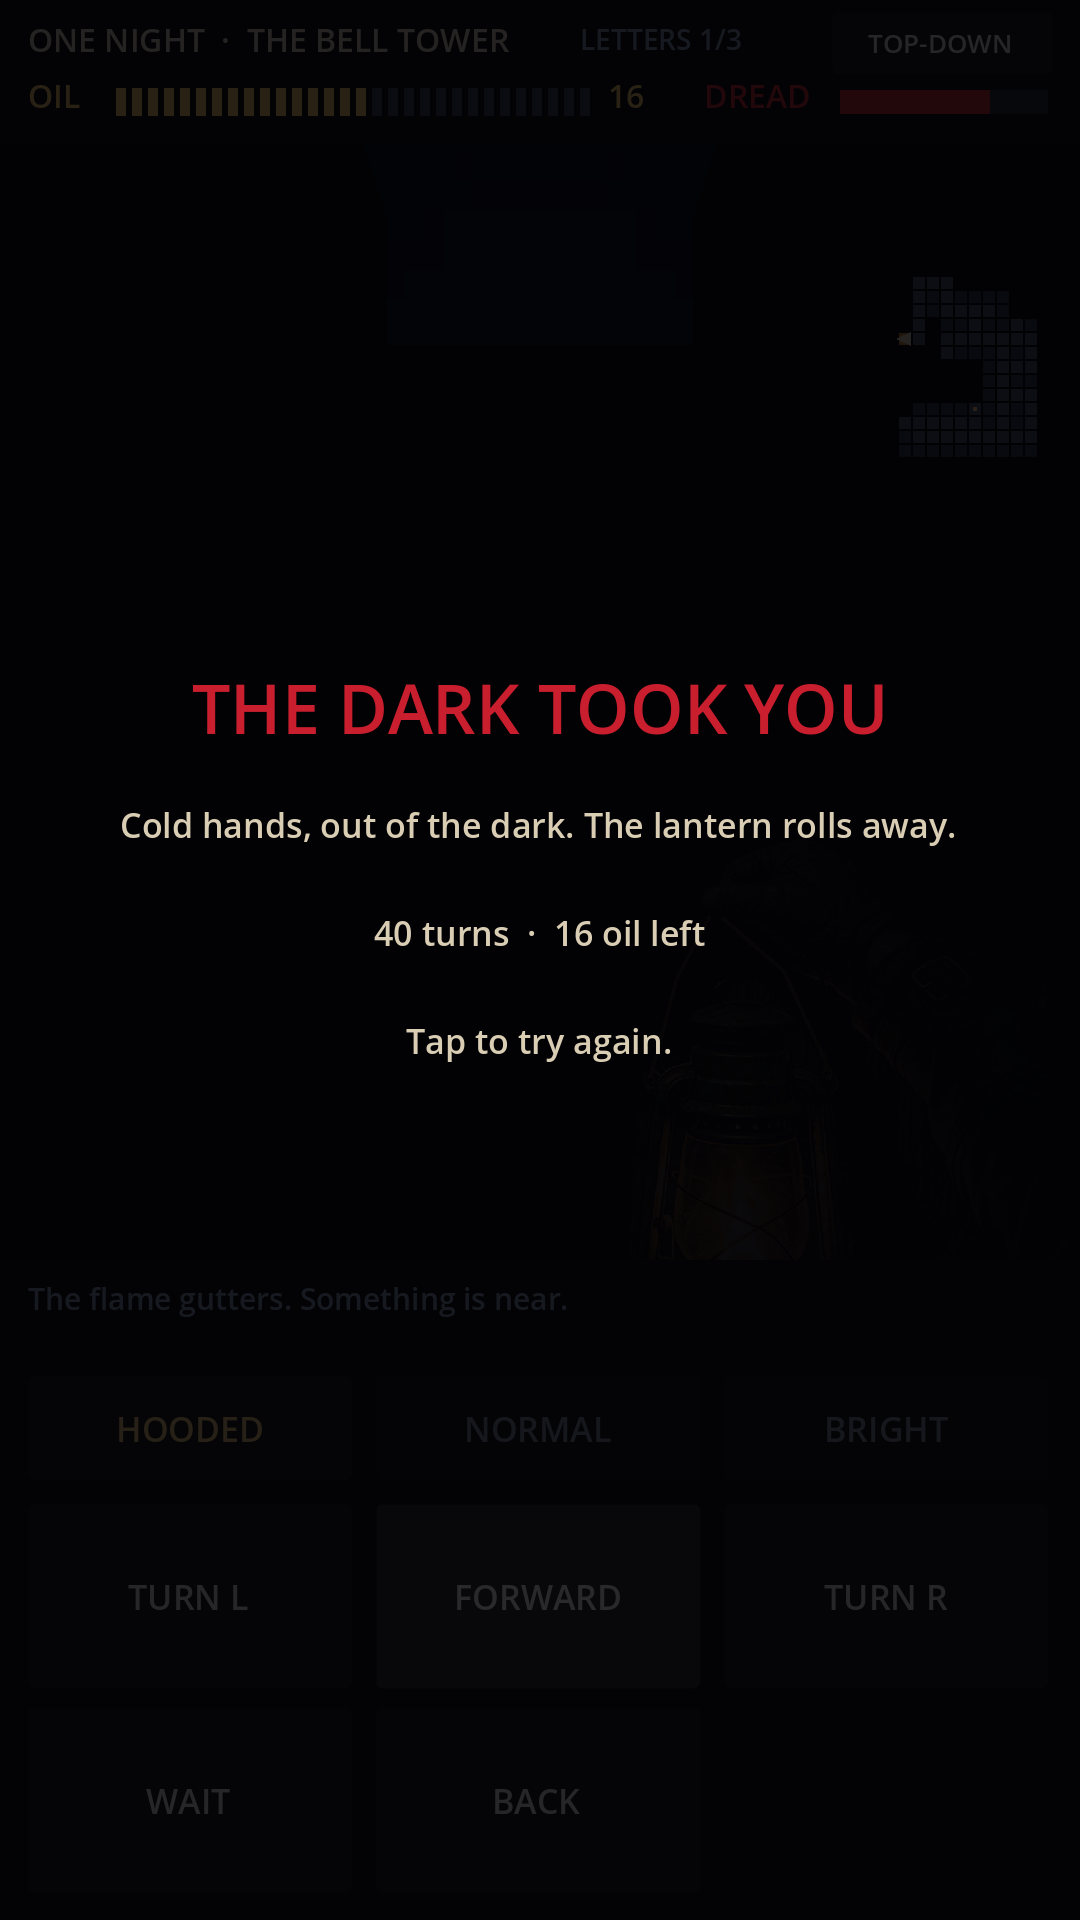 ONE NIGHT · THE BELL TOWER LETTERS 1/3 TOP-DOWN
OIL 16 DREAD
THE DARK TOOK YOU
Cold hands, out of the dark. The lantern rolls away.
40 turns · 16 oil left
Tap to try again.
The flame gutters. Something is near.
HOODED NORMAL BRIGHT
TURN L FORWARD TURN R
WAIT BACK